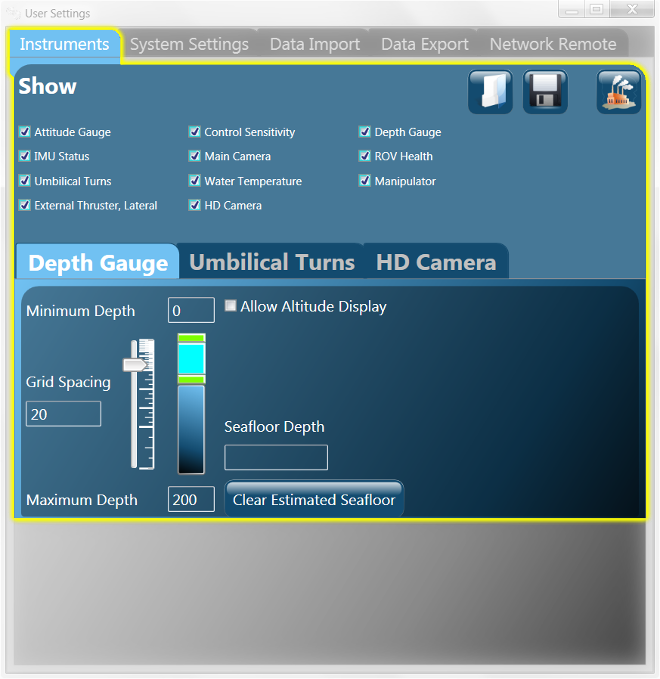 User Settings
Instruments System Settings Data Import Data Export Network Remote
Show
Attitude Gauge Control Sensitivity Depth Gauge
IMU Status Main Camera ROV Health
Umbilical Turns Water Temperature Manipulator
External Thruster, Lateral HD Camera
Depth Gauge Umbilical Turns HD Camera
Minimum Depth 0 Allow Altitude Display
Grid Spacing
20
Seafloor Depth
Maximum Depth 200 Clear Estimated Seafloor